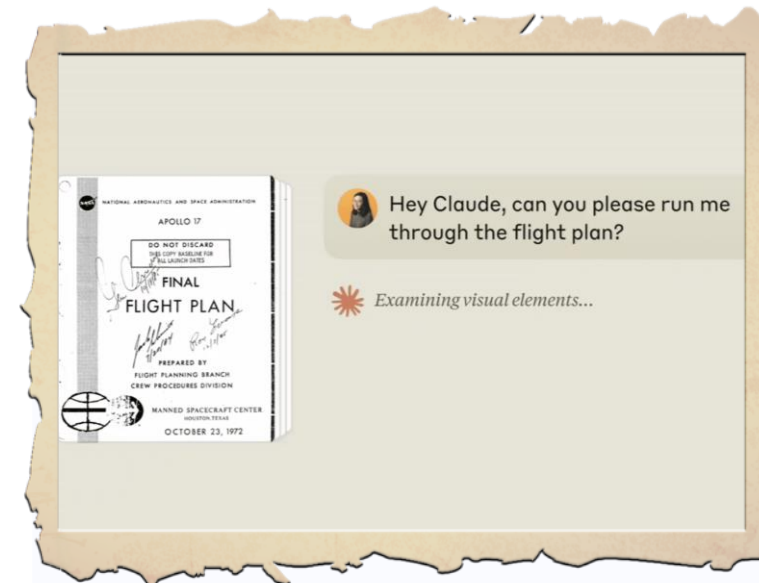 NASA
NATIONAL AERONAUTICS AND SPACE ADMINISTRATION
APOLLO 17
DO NOT DISCARD
THIS COPY BASELINE FOR
ALL LAUNCH DATES
FINAL
FLIGHT PLAN
PREPARED BY
FLIGHT PLANNING BRANCH
CREW PROCEDURES DIVISION
MANNED SPACECRAFT CENTER
HOUSTON, TEXAS
OCTOBER 23, 1972
Hey Claude, can you please run me
through the flight plan?
Examining visual elements...